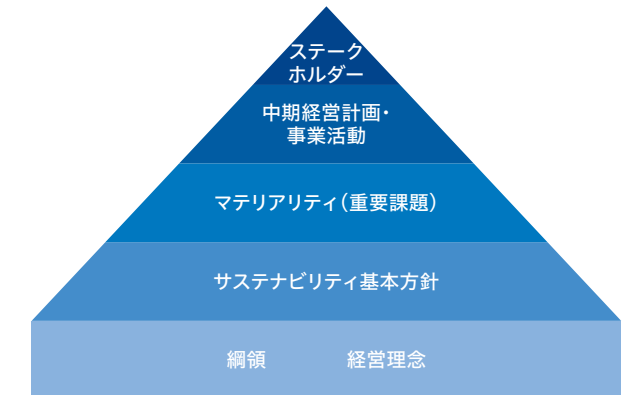 ステーク
ホルダー
中期経営計画・
事業活動
マテリアリティ（重要課題）
サステナビリティ基本方針
綱領　経営理念